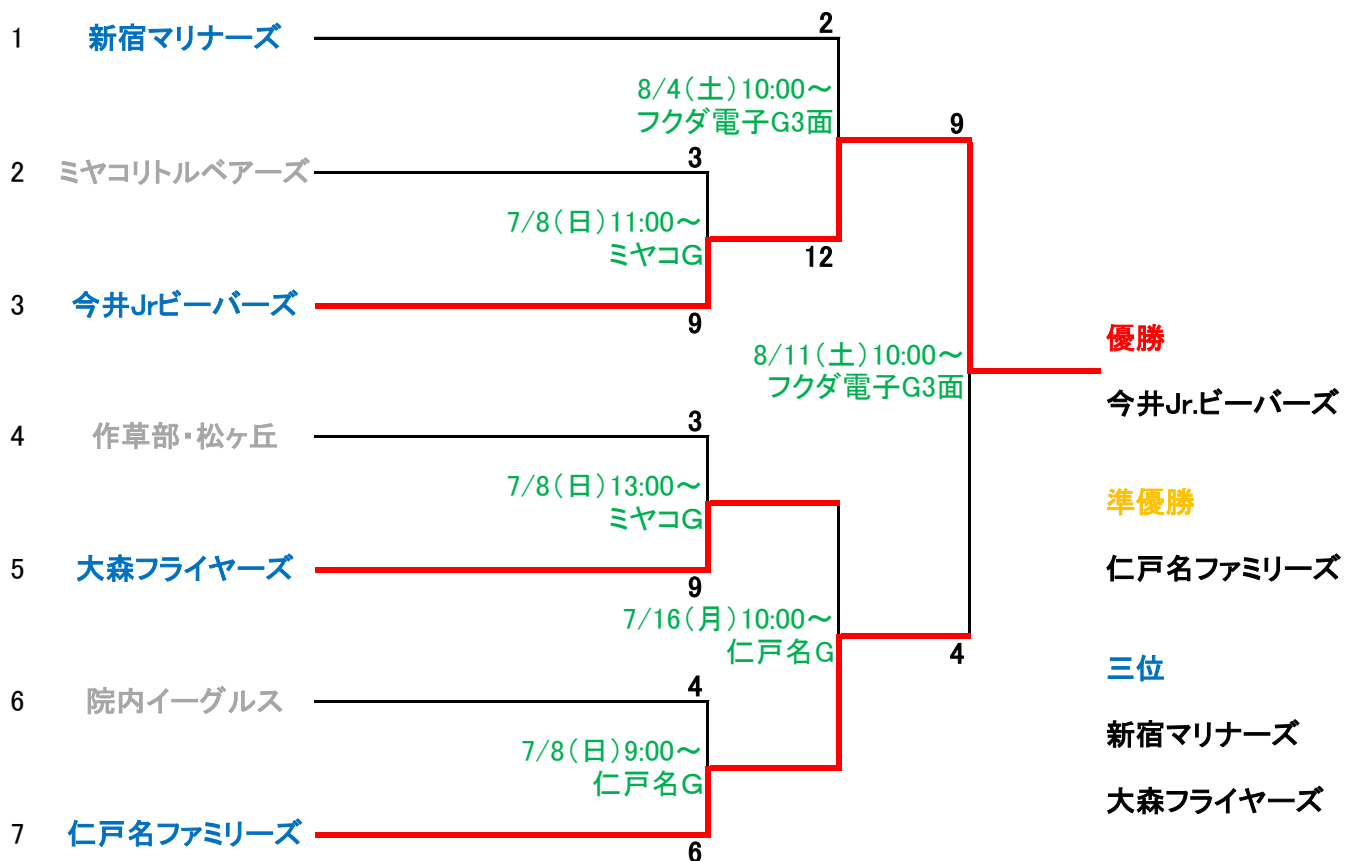 1 新宿マリナーズ
2
8/4(土)10:00～
フクダ電子G3面
9
2 ミヤコリトルベアーズ
3
7/8(日)11:00～
ミヤコG
12
3 今井Jrビーバーズ
9
優勝
8/11(土)10:00～
フクダ電子G3面
今井Jr.ビーバーズ
4 作草部・松ヶ丘
3
7/8(日)13:00～
ミヤコG
準優勝
5 大森フライヤーズ
9
仁戸名ファミリーズ
7/16(月)10:00～
仁戸名G
4
三位
6 院内イーグルス
4
新宿マリナーズ
7/8(日)9:00～
仁戸名G
大森フライヤーズ
7 仁戸名ファミリーズ
6